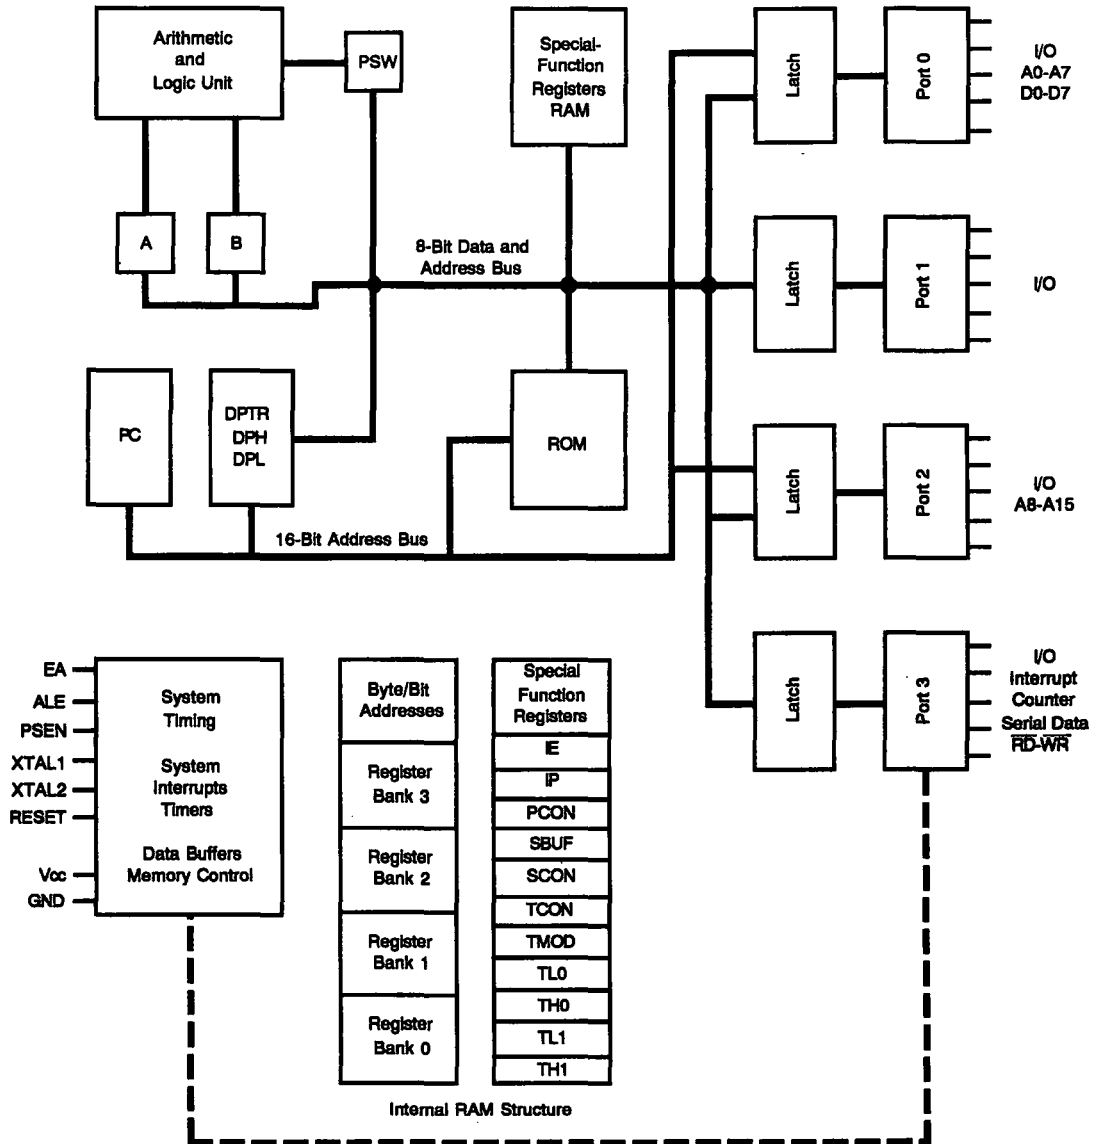 Arithmetic
and
Logic Unit
PSW
Special-
Function
Registers
RAM
Latch
Port 0
I/O
A0-A7
D0-D7
A
B
8-Bit Data and
Address Bus
Latch
Port 1
I/O
PC
DPTR
DPH
DPL
ROM
Latch
Port 2
I/O
A8-A15
16-Bit Address Bus
Latch
Port 3
I/O
Interrupt
Counter
Serial Data
RD-WR
EA
ALE
PSEN
XTAL1
XTAL2
RESET
Vcc
GND
System
Timing
System
Interrupts
Timers
Data Buffers
Memory Control
Byte/Bit
Addresses
Register
Bank 3
Register
Bank 2
Register
Bank 1
Register
Bank 0
Special
Function
Registers
IE
IP
PCON
SBUF
SCON
TCON
TMOD
TL0
TH0
TL1
TH1
Internal RAM Structure